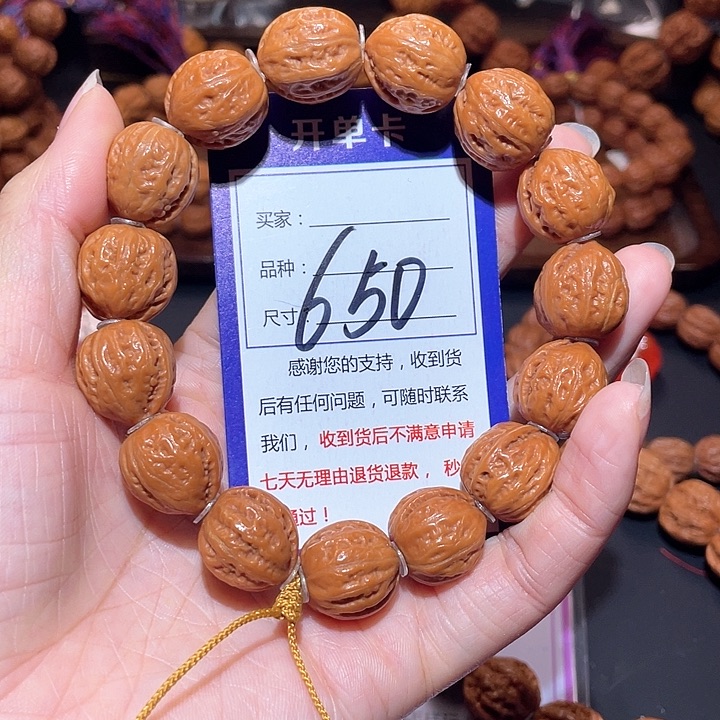 开单卡
买家：
品种：
650
尺寸：
感谢您的支持，收到货
后有任何问题，可随时联系
我们，收到货后不满意申请
七天无理由退货退款，秒
通过！